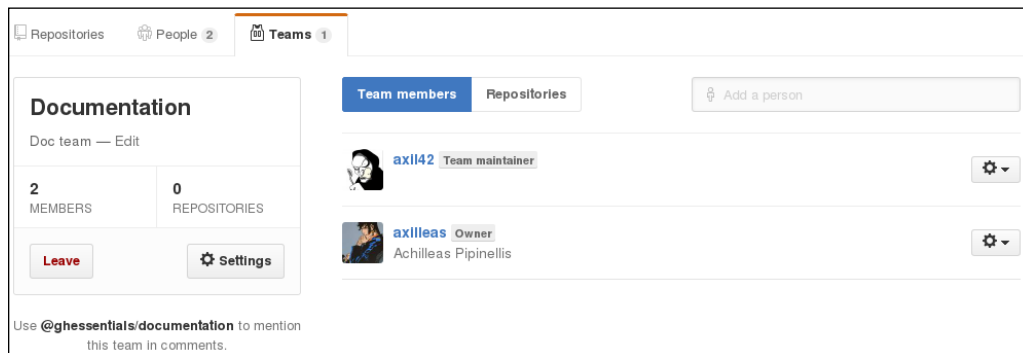 Repositories People 2 Teams 1
Documentation
Doc team — Edit
2 0
MEMBERS REPOSITORIES
Leave Settings
Use @ghessentials/documentation to mention
this team in comments.
Team members Repositories Add a person
axil42 Team maintainer
axilleas Owner
Achilleas Pipinellis